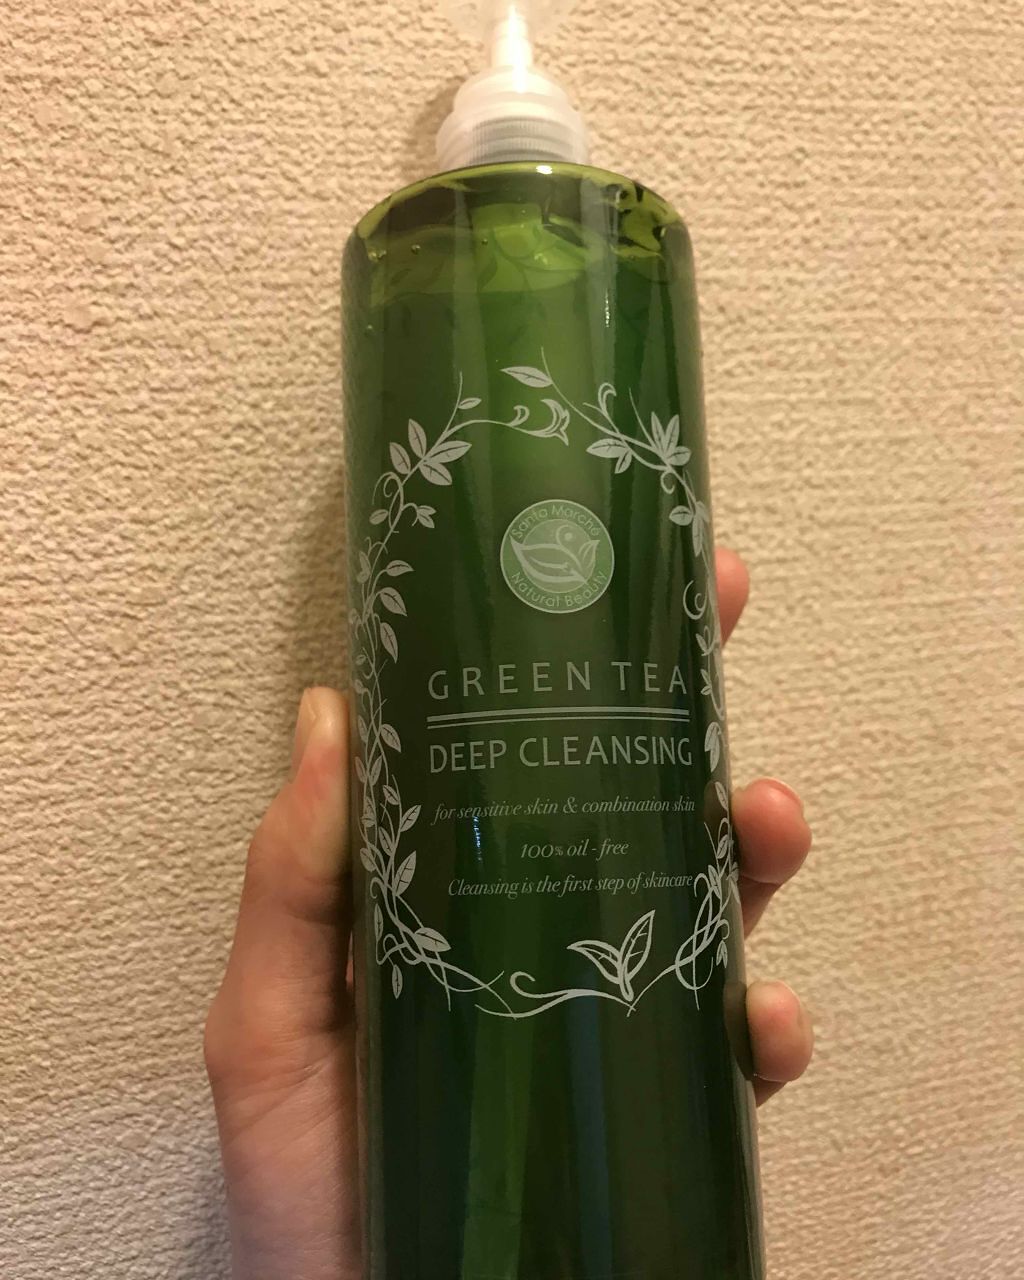 Santa Marché
Natural Beauty
GREEN TEA
DEEP CLEANSING
for sensitive skin & combination skin
100% oil-free
Cleansing is the first step of skincare